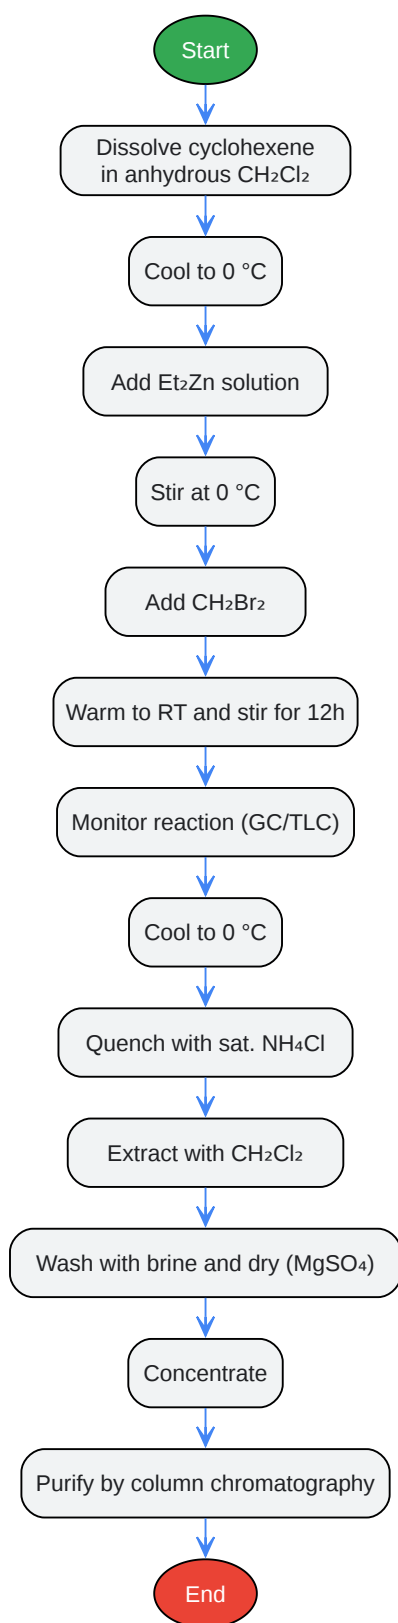 Start
Dissolve cyclohexene
in anhydrous CH₂Cl₂
Cool to 0 °C
Add Et₂Zn solution
Stir at 0 °C
Add CH₂Br₂
Warm to RT and stir for 12h
Monitor reaction (GC/TLC)
Cool to 0 °C
Quench with sat. NH₄Cl
Extract with CH₂Cl₂
Wash with brine and dry (MgSO₄)
Concentrate
Purify by column chromatography
End